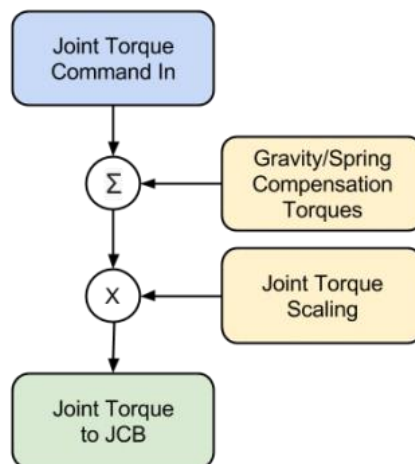 Joint Torque
Command In
Σ
Gravity/Spring
Compensation
Torques
X
Joint Torque
Scaling
Joint Torque
to JCB